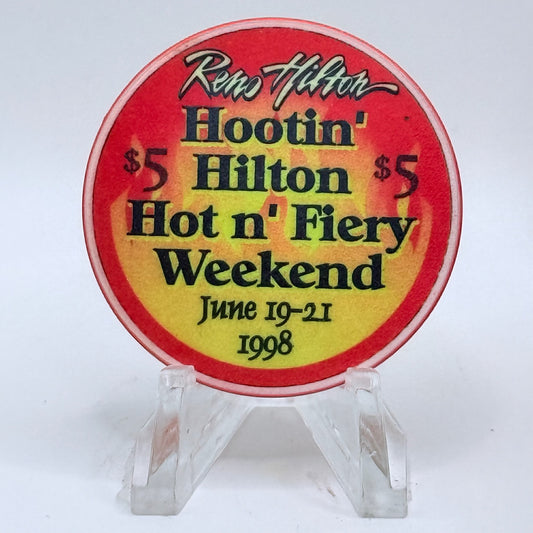 Reno Hilton
Hootin'
$5 Hilton $5
Hot n' Fiery
Weekend
June 19-21
1998